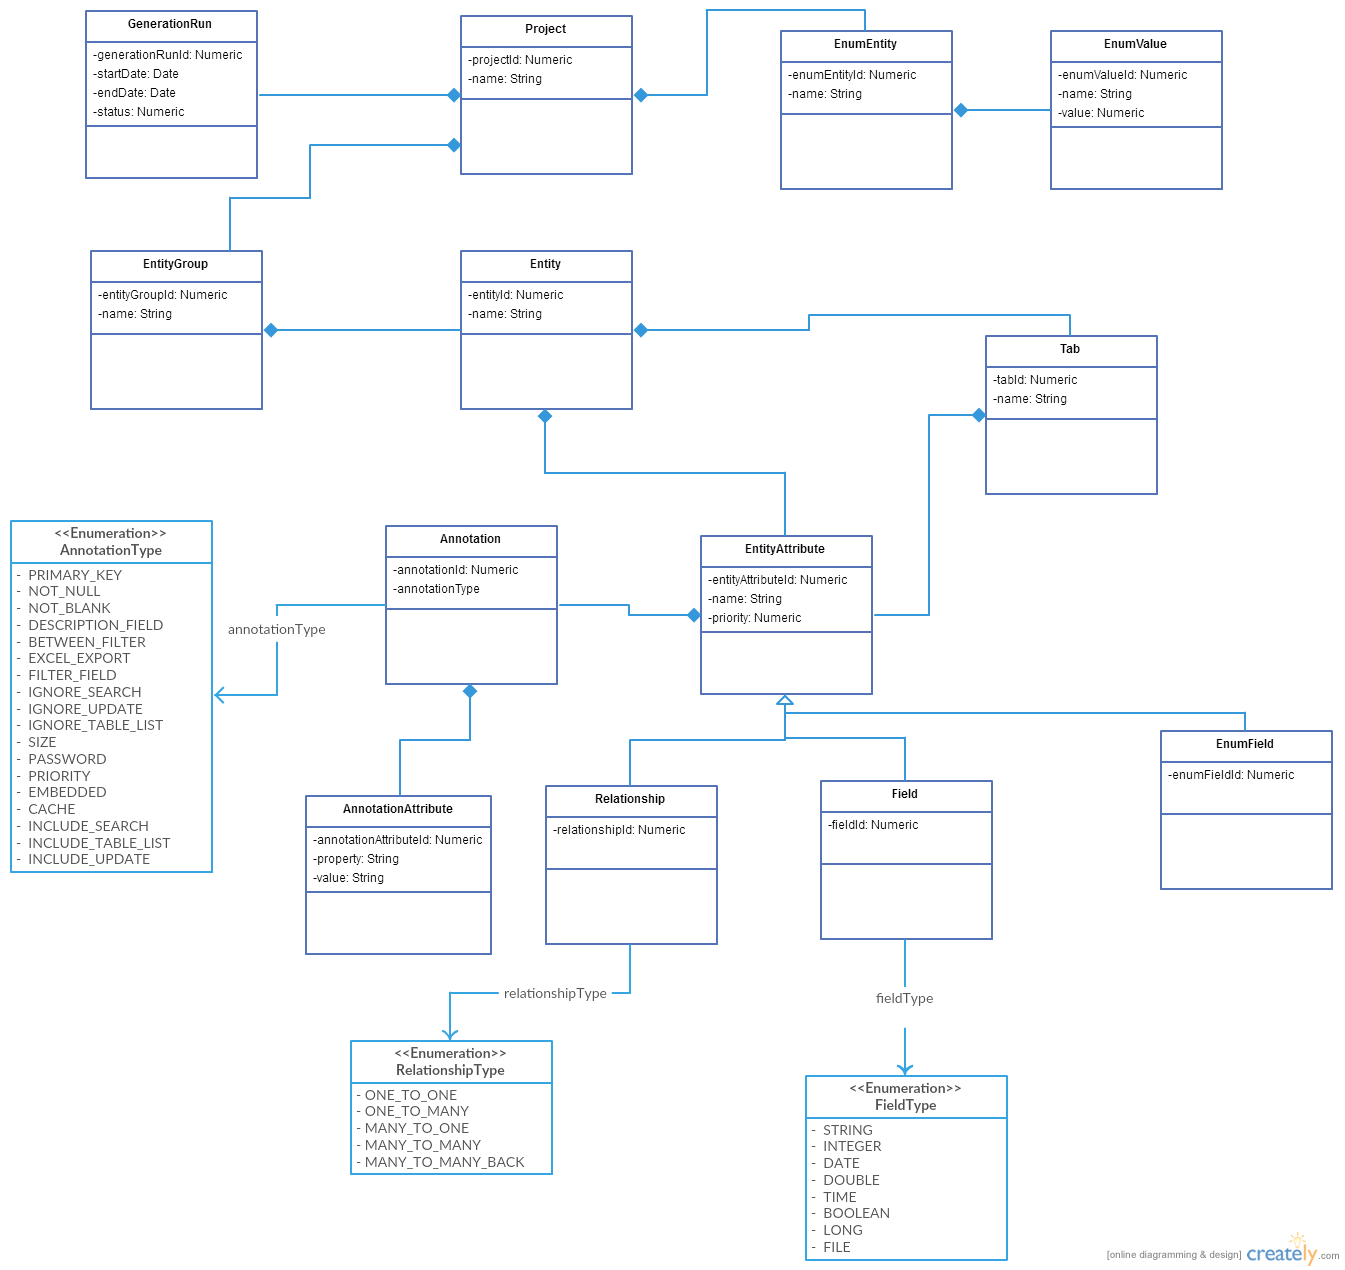 GenerationRun
-generationRunId: Numeric
-startDate: Date
-endDate: Date
-status: Numeric
Project
-projectId: Numeric
-name: String
EnumEntity
-enumEntityId: Numeric
-name: String
EnumValue
-enumValueId: Numeric
-name: String
-value: Numeric
EntityGroup
-entityGroupId: Numeric
-name: String
Entity
-entityId: Numeric
-name: String
Tab
-tabId: Numeric
-name: String
<<Enumeration>>
AnnotationType
- PRIMARY_KEY
- NOT_NULL
- NOT_BLANK
- DESCRIPTION_FIELD
- BETWEEN_FILTER
- EXCEL_EXPORT
- FILTER_FIELD
- IGNORE_SEARCH
- IGNORE_UPDATE
- IGNORE_TABLE_LIST
- SIZE
- PASSWORD
- PRIORITY
- EMBEDDED
- CACHE
- INCLUDE_SEARCH
- INCLUDE_TABLE_LIST
- INCLUDE_UPDATE
annotationType
Annotation
-annotationId: Numeric
-annotationType
EntityAttribute
-entityAttributeId: Numeric
-name: String
-priority: Numeric
AnnotationAttribute
-annotationAttributeId: Numeric
-property: String
-value: String
Relationship
-relationshipId: Numeric
Field
-fieldId: Numeric
EnumField
-enumFieldId: Numeric
relationshipType
fieldType
<<Enumeration>>
RelationshipType
- ONE_TO_ONE
- ONE_TO_MANY
- MANY_TO_ONE
- MANY_TO_MANY
- MANY_TO_MANY_BACK
<<Enumeration>>
FieldType
- STRING
- INTEGER
- DATE
- DOUBLE
- TIME
- BOOLEAN
- LONG
- FILE
[online diagramming & design] creately.com